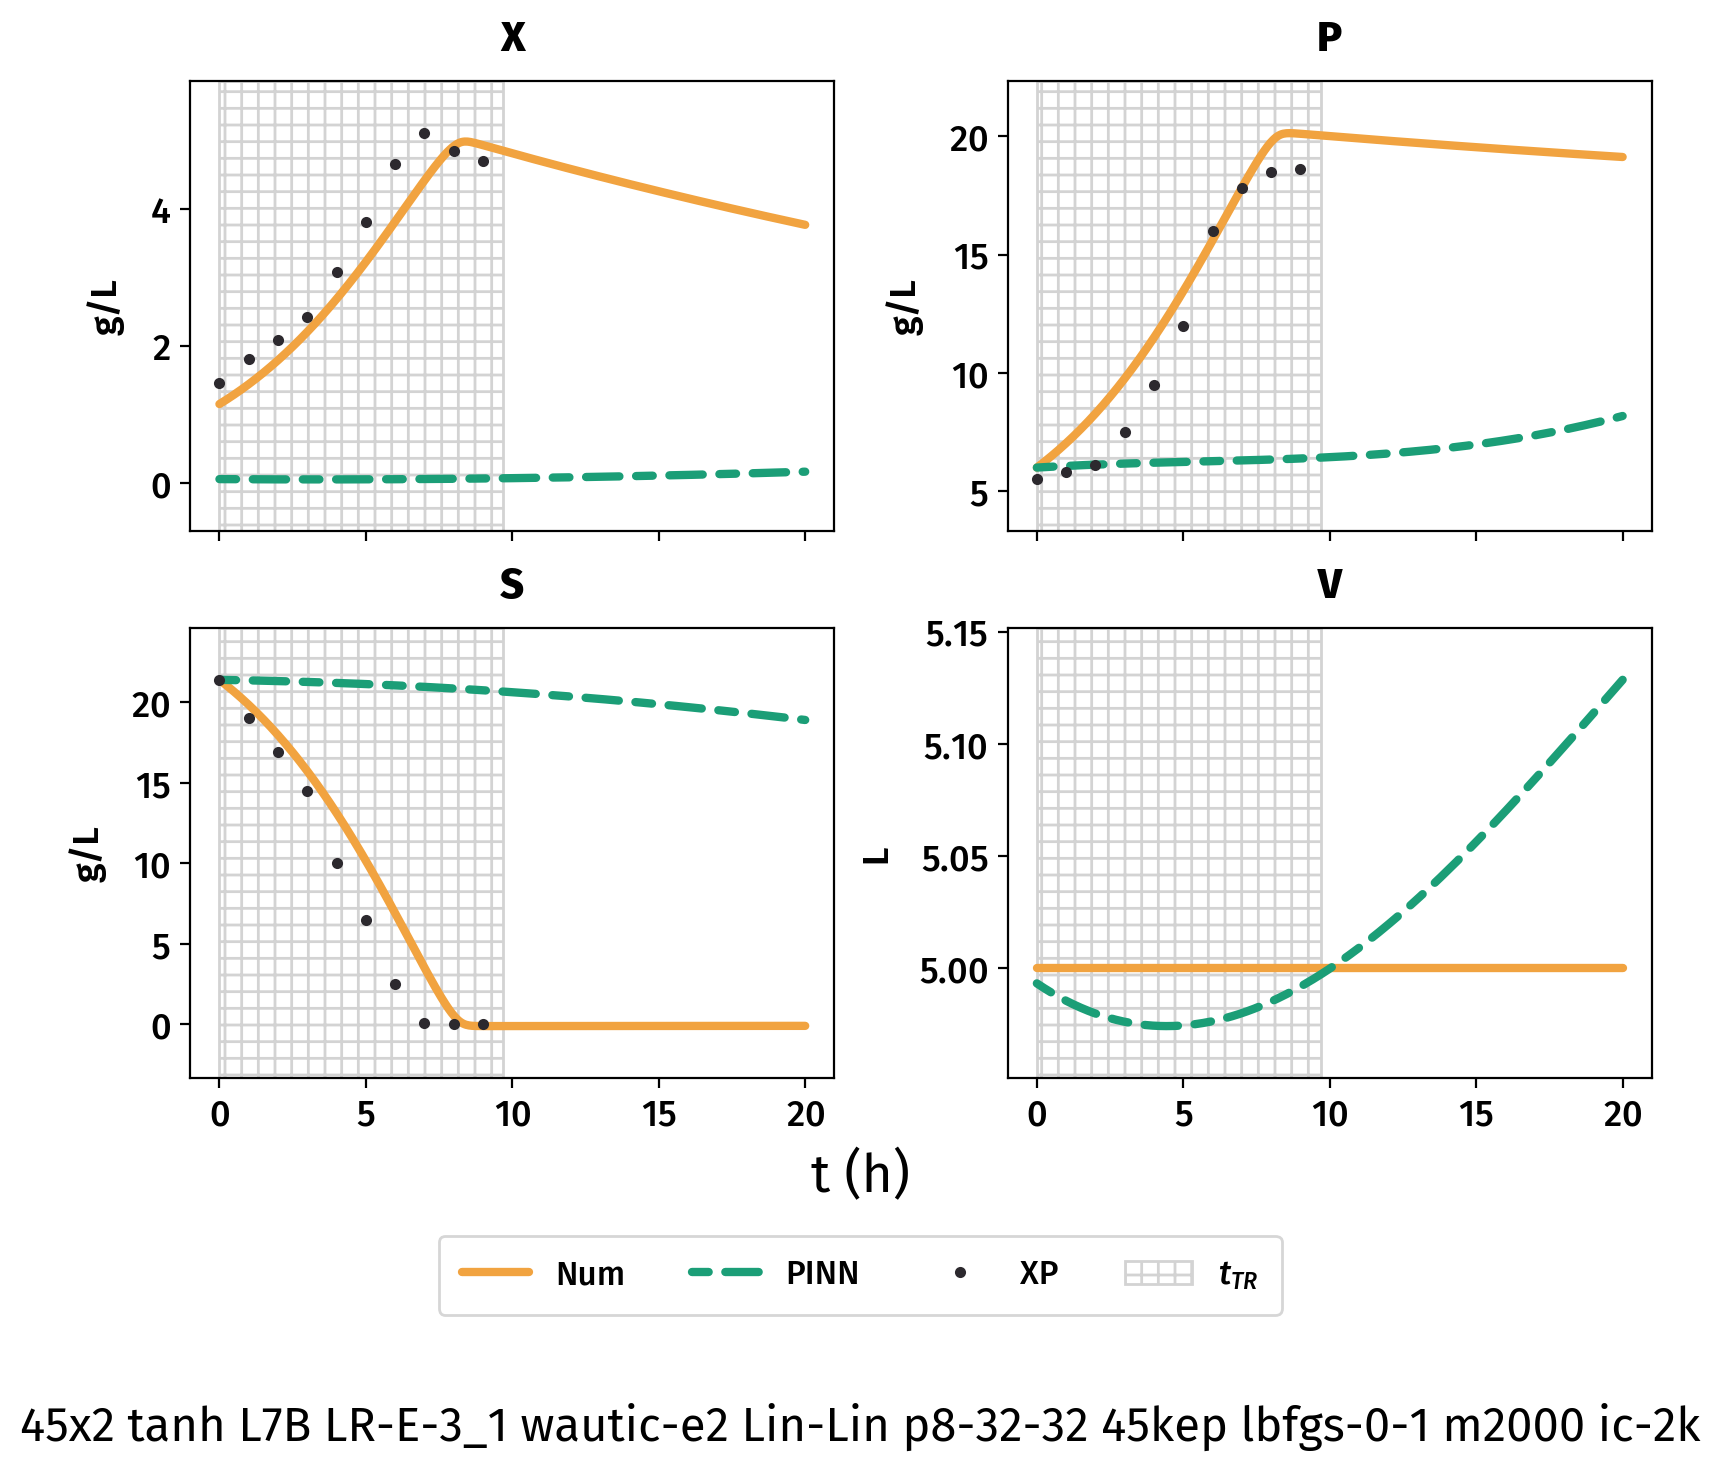 X
P
4
2
0
g/L
20
15
10
5
g/L
S
V
20
15
10
5
0
g/L
5.15
5.10
5.05
5.00
L
0 5 10 15 20
0 5 10 15 20
t (h)
Num PINN XP tTR
45x2 tanh L7B LR-E-3_1 wautic-e2 Lin-Lin p8-32-32 45kep lbfgs-0-1 m2000 ic-2k